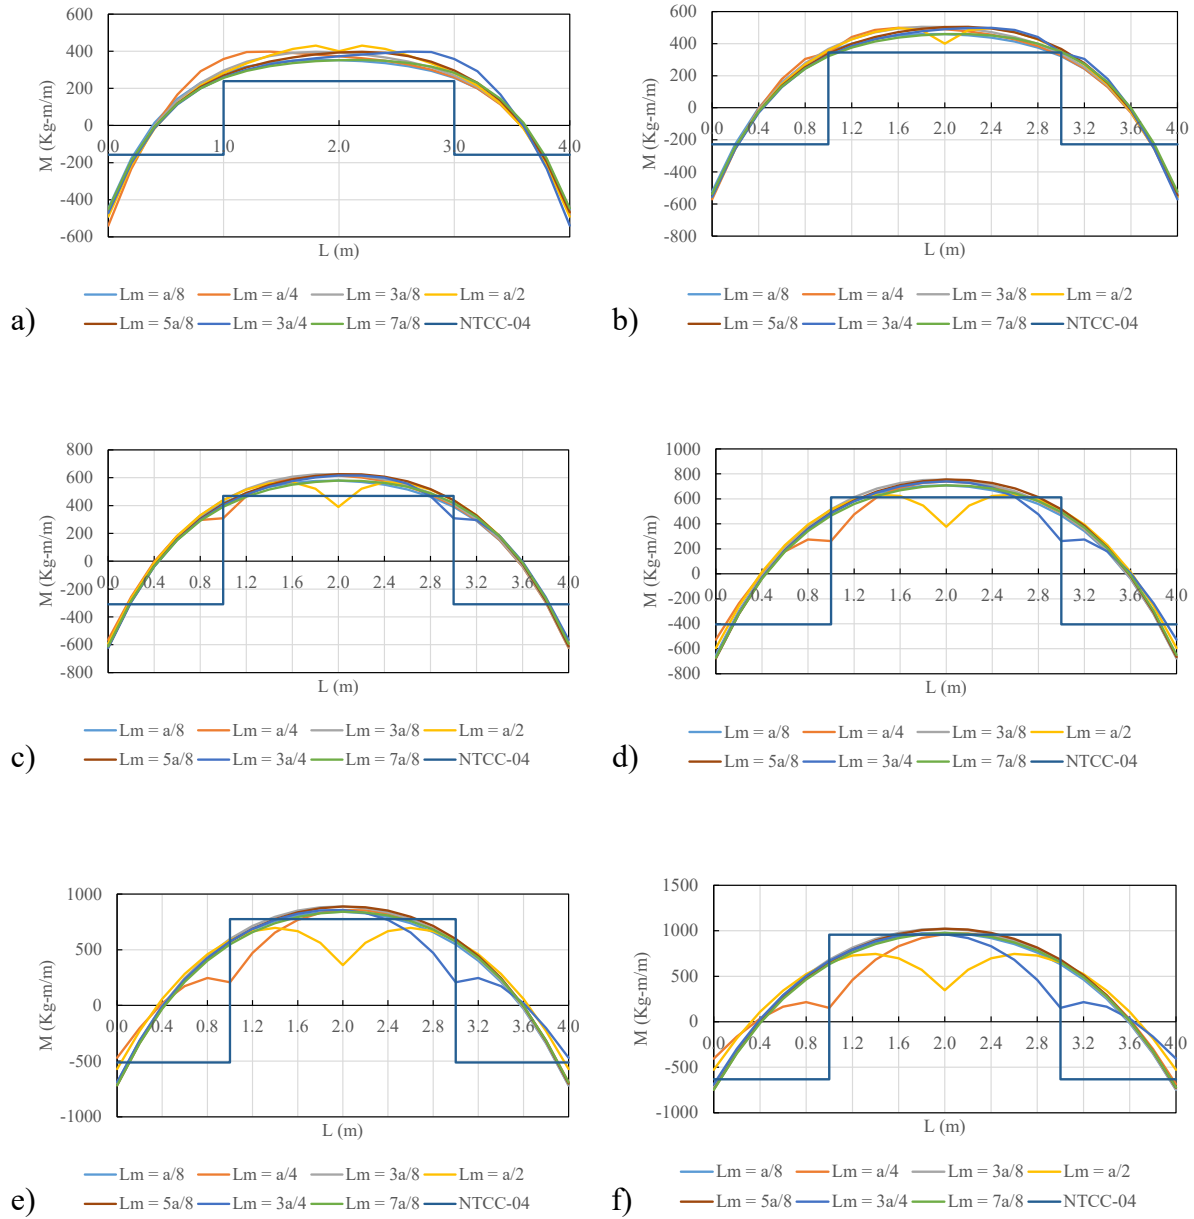 600
400
200
0
-200
-400
-600
0.0 1.0 2.0 3.0 4.0
M (Kg-m/m)
L (m)
Lm = a/8 Lm = a/4 Lm = 3a/8 Lm = a/2
Lm = 5a/8 Lm = 3a/4 Lm = 7a/8 NTCC-04
a)
600
400
200
0
-200
-400
-600
-800
0.0 0.4 0.8 1.2 1.6 2.0 2.4 2.8 3.2 3.6 4.0
M (Kg-m/m)
L (m)
Lm = a/8 Lm = a/4 Lm = 3a/8 Lm = a/2
Lm = 5a/8 Lm = 3a/4 Lm = 7a/8 NTCC-04
b)
800
600
400
200
0
-200
-400
-600
-800
0.0 0.4 0.8 1.2 1.6 2.0 2.4 2.8 3.2 3.6 4.0
M (Kg-m/m)
L (m)
Lm = a/8 Lm = a/4 Lm = 3a/8 Lm = a/2
Lm = 5a/8 Lm = 3a/4 Lm = 7a/8 NTCC-04
c)
1000
800
600
400
200
0
-200
-400
-600
-800
0.0 0.4 0.8 1.2 1.6 2.0 2.4 2.8 3.2 3.6 4.0
M (Kg-m/m)
L (m)
Lm = a/8 Lm = a/4 Lm = 3a/8 Lm = a/2
Lm = 5a/8 Lm = 3a/4 Lm = 7a/8 NTCC-04
d)
1000
500
0
-500
-1000
0.0 0.4 0.8 1.2 1.6 2.0 2.4 2.8 3.2 3.6 4.0
M (Kg-m/m)
L (m)
Lm = a/8 Lm = a/4 Lm = 3a/8 Lm = a/2
Lm = 5a/8 Lm = 3a/4 Lm = 7a/8 NTCC-04
e)
1500
1000
500
0
-500
-1000
0.0 0.4 0.8 1.2 1.6 2.0 2.4 2.8 3.2 3.6 4.0
M (Kg-m/m)
L (m)
Lm = a/8 Lm = a/4 Lm = 3a/8 Lm = a/2
Lm = 5a/8 Lm = 3a/4 Lm = 7a/8 NTCC-04
f)